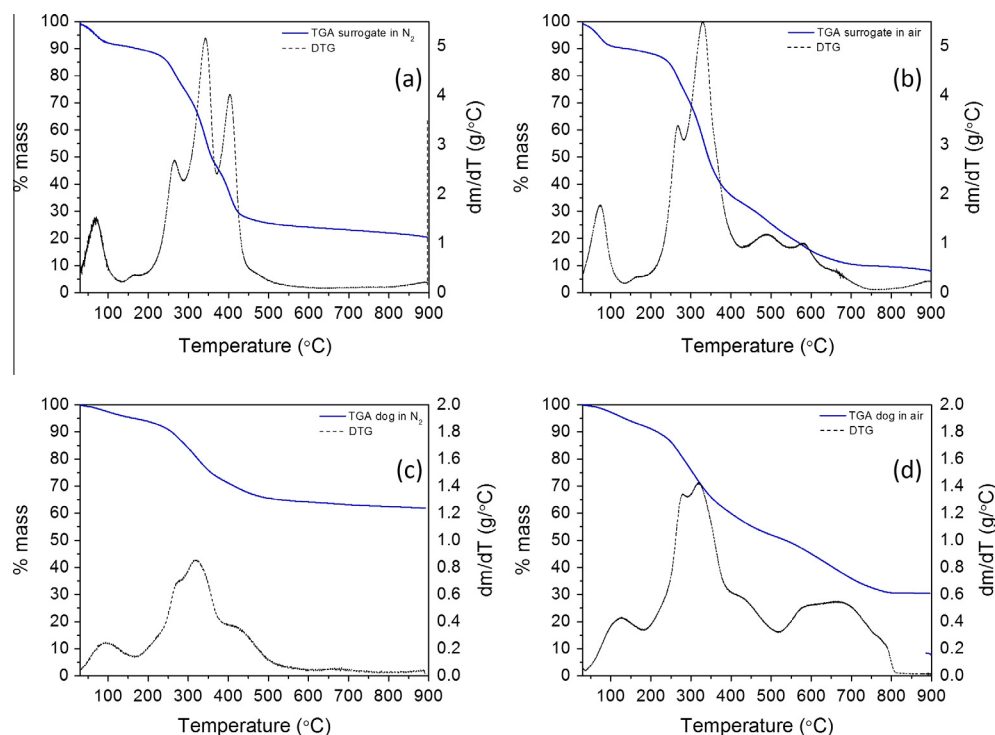 TGA surrogate in N₂
DTG
(a)
100
90
80
70
60
50
40
30
20
10
0
% mass
5
4
3
2
1
0
dm/dT (g/°C)
100 200 300 400 500 600 700 800 900
Temperature (°C)
TGA surrogate in air
DTG
(b)
100
90
80
70
60
50
40
30
20
10
0
% mass
5
4
3
2
1
0
dm/dT (g/°C)
100 200 300 400 500 600 700 800 900
Temperature (°C)
TGA dog in N₂
DTG
(c)
100
90
80
70
60
50
40
30
20
10
0
% mass
2.0
1.8
1.6
1.4
1.2
1.0
0.8
0.6
0.4
0.2
0.0
dm/dT (g/°C)
100 200 300 400 500 600 700 800 900
Temperature (°C)
TGA dog in air
DTG
(d)
100
90
80
70
60
50
40
30
20
10
0
% mass
2.0
1.8
1.6
1.4
1.2
1.0
0.8
0.6
0.4
0.2
0.0
dm/dT (g/°C)
100 200 300 400 500 600 700 800 900
Temperature (°C)